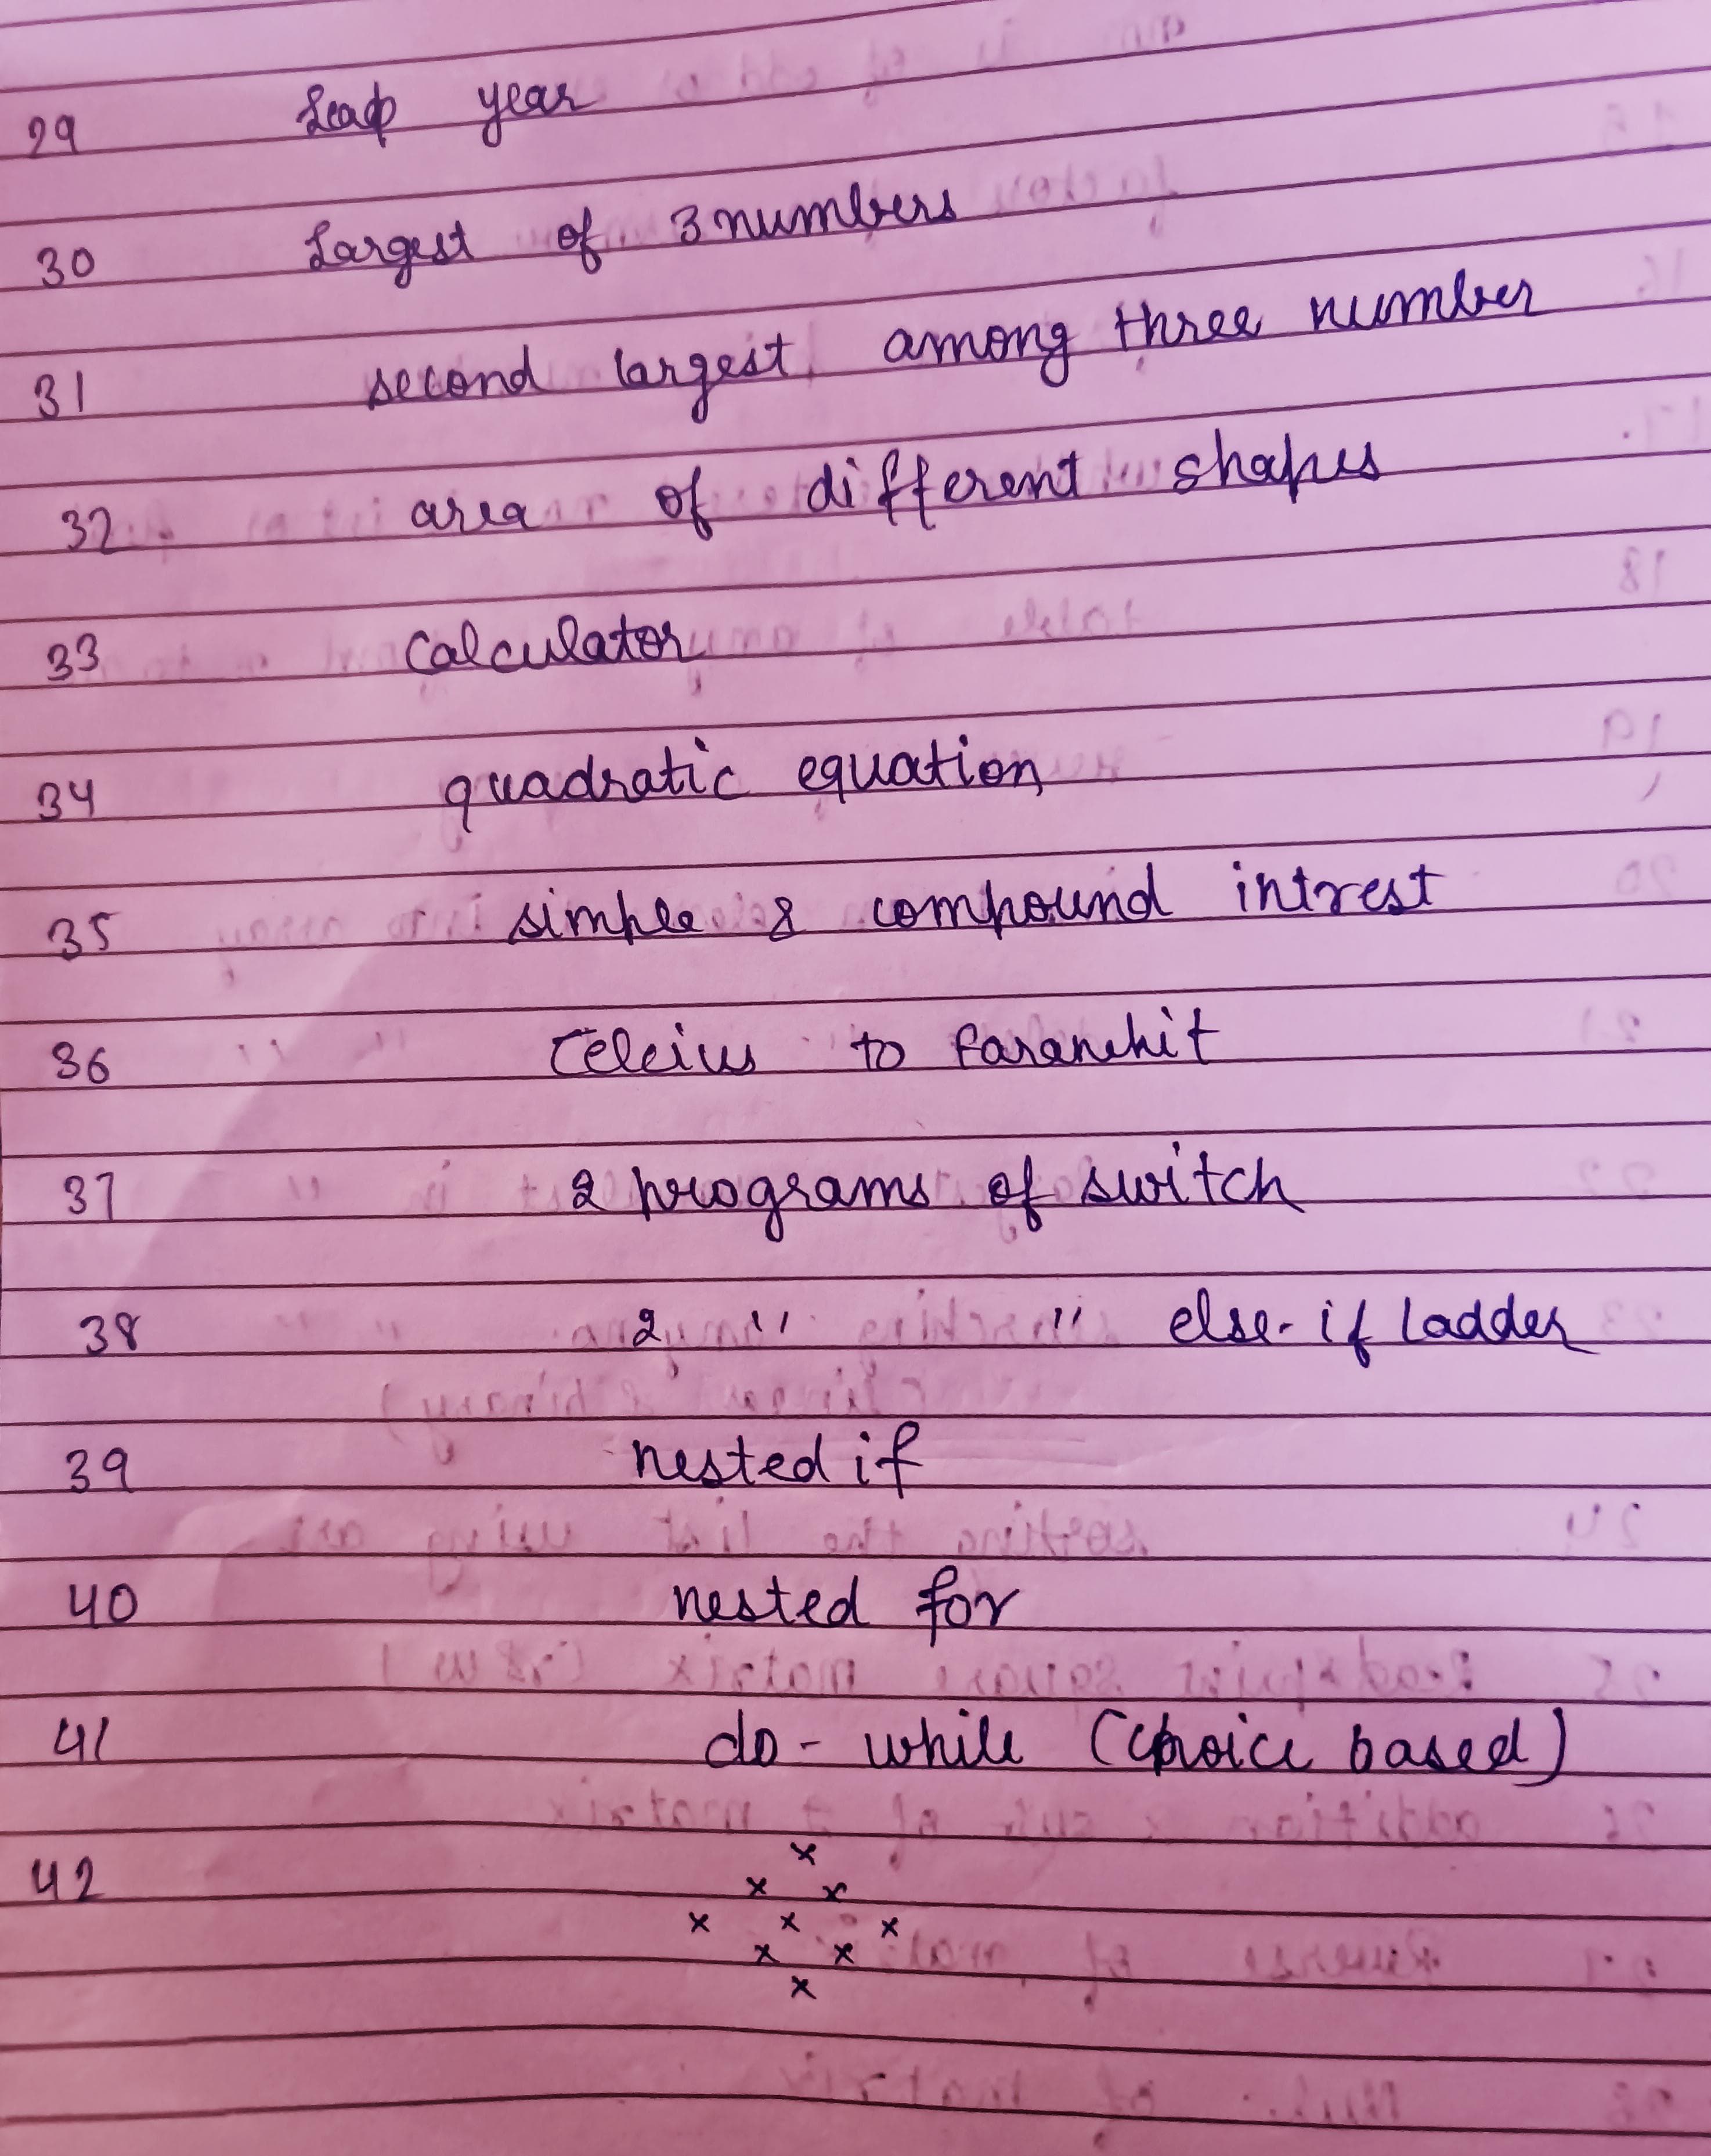 29 Leap year
30 Largest of 3 numbers
31 second largest among three number
32 area of different shapes
33 calculator
34 quadratic equation
35 simple & compound intrest
36 Celcius to faranehit
37 2 programs of switch
38 2 " " else-if ladder
39 nested if
40 nested for
41 do - while (choice based)
42 x
x x
x x x
x x
x